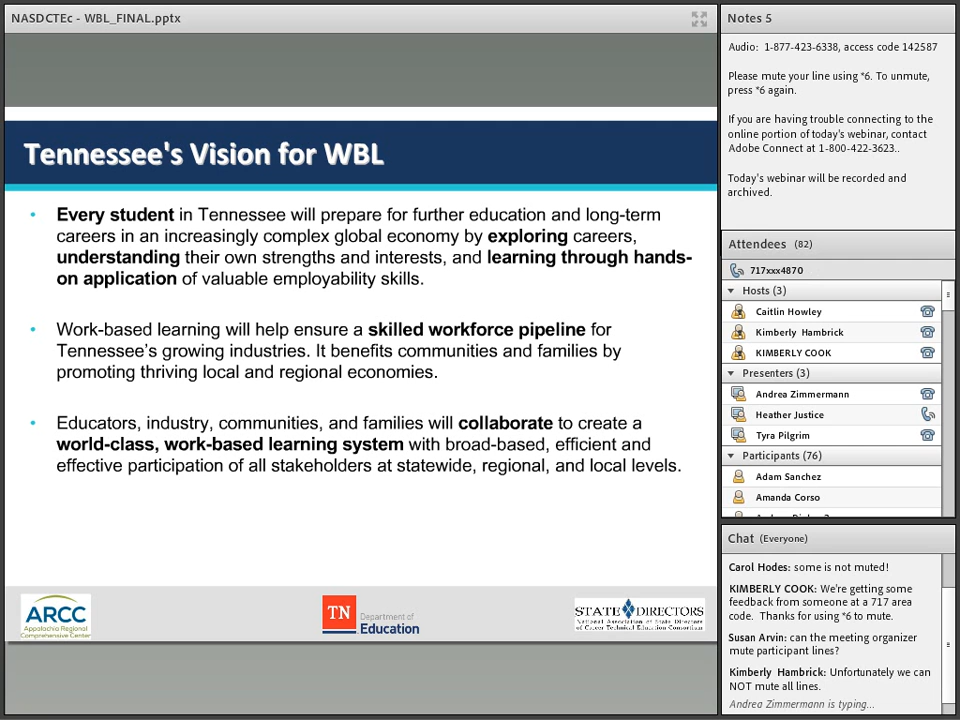 NASDCTEc - WBL_FINAL.pptx
Tennessee's Vision for WBL
• Every student in Tennessee will prepare for further education and long-term
careers in an increasingly complex global economy by exploring careers,
understanding their own strengths and interests, and learning through hands-
on application of valuable employability skills.
• Work-based learning will help ensure a skilled workforce pipeline for
Tennessee’s growing industries. It benefits communities and families by
promoting thriving local and regional economies.
• Educators, industry, communities, and families will collaborate to create a
world-class, work-based learning system with broad-based, efficient and
effective participation of all stakeholders at statewide, regional, and local levels.
ARCC
Appalachia Regional
Comprehensive Center
TN
Department of
Education
STATE DIRECTORS
National Association of State Directors
of Career Technical Education Consortium
Notes 5
Audio: 1-877-423-6338, access code 142587
Please mute your line using *6. To unmute,
press *6 again.
If you are having trouble connecting to the
online portion of today's webinar, contact
Adobe Connect at 1-800-422-3623..
Today's webinar will be recorded and
archived.
Attendees (82)
717xxx4870
Hosts (3)
Caitlin Howley
Kimberly Hambrick
KIMBERLY COOK
Presenters (3)
Andrea Zimmermann
Heather Justice
Tyra Pilgrim
Participants (76)
Adam Sanchez
Amanda Corso
Chat (Everyone)
Carol Hodes: some is not muted!
KIMBERLY COOK: We're getting some
feedback from someone at a 717 area
code. Thanks for using *6 to mute.
Susan Arvin: can the meeting organizer
mute participant lines?
Kimberly Hambrick: Unfortunately we can
NOT mute all lines.
Andrea Zimmermann is typing...